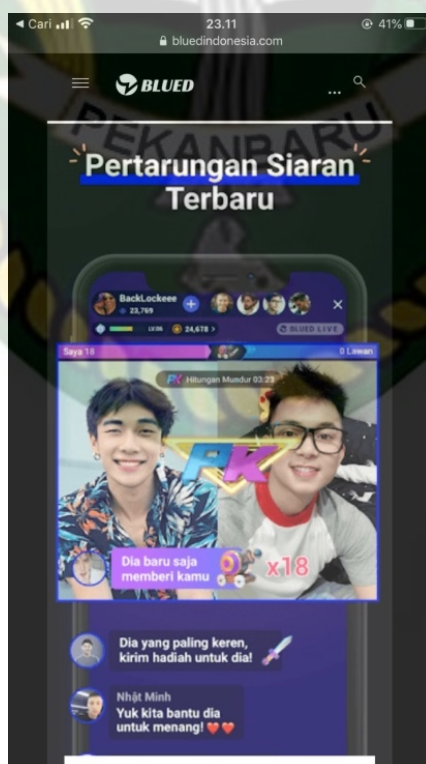 ◄ Cari 23.11 41%
bluedindonesia.com
BLUED ...
PEKANBARU
Pertarungan Siaran
Terbaru
BackLockeee
23,769
13:06 24,678 > BLUED LIVE
Saya 18 0 Lawan
PK Hitungan Mundur 03:23
PK
Dia baru saja
memberi kamu x18
Dia yang paling keren,
kirim hadiah untuk dia!
Nhật Minh
Yuk kita bantu dia
untuk menang!